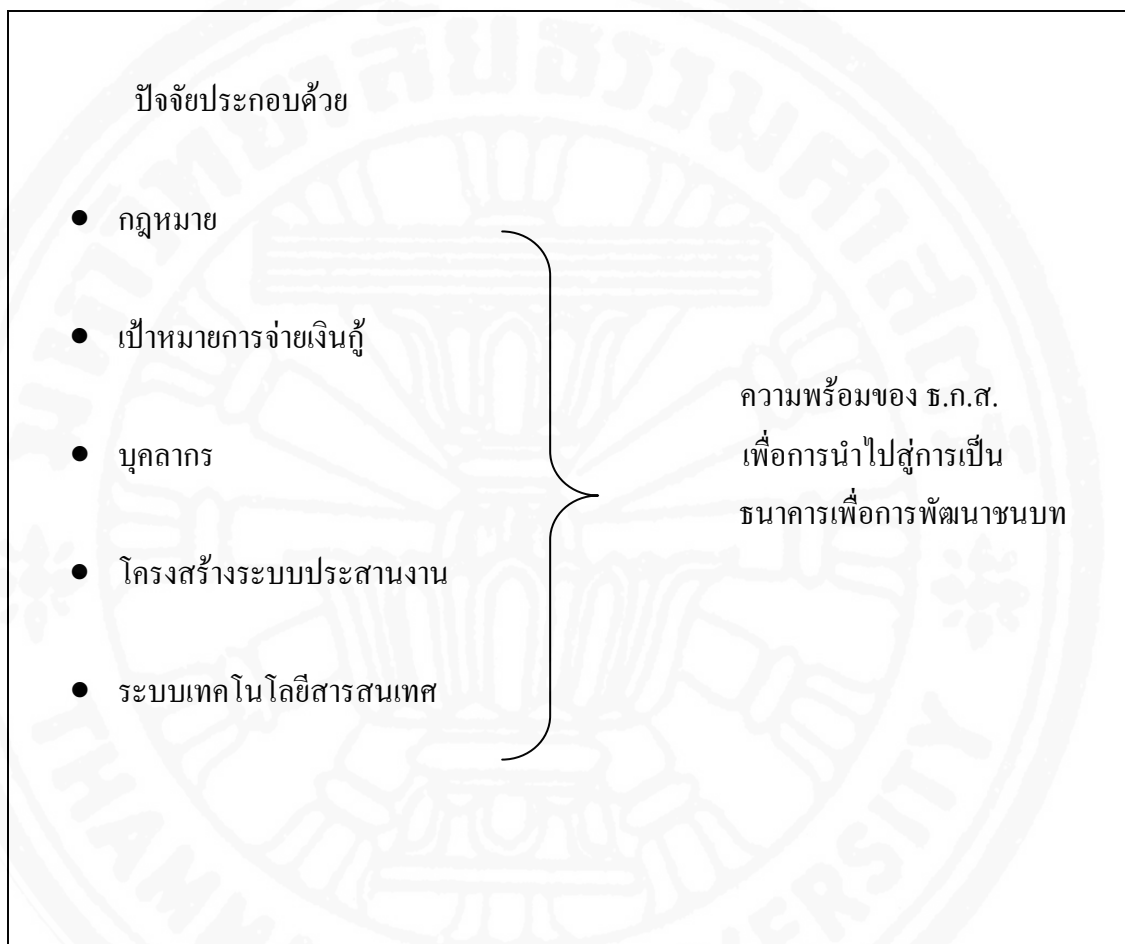 ปัจจัยประกอบด้วย
● กฎหมาย
● เป้าหมายการจ่ายเงินกู้
● บุคลากร
● โครงสร้างระบบประสานงาน
● ระบบเทคโนโลยีสารสนเทศ
ความพร้อมของ ธ.ก.ส.
เพื่อการนำไปสู่การเป็น
ธนาคารเพื่อการพัฒนาชนบท